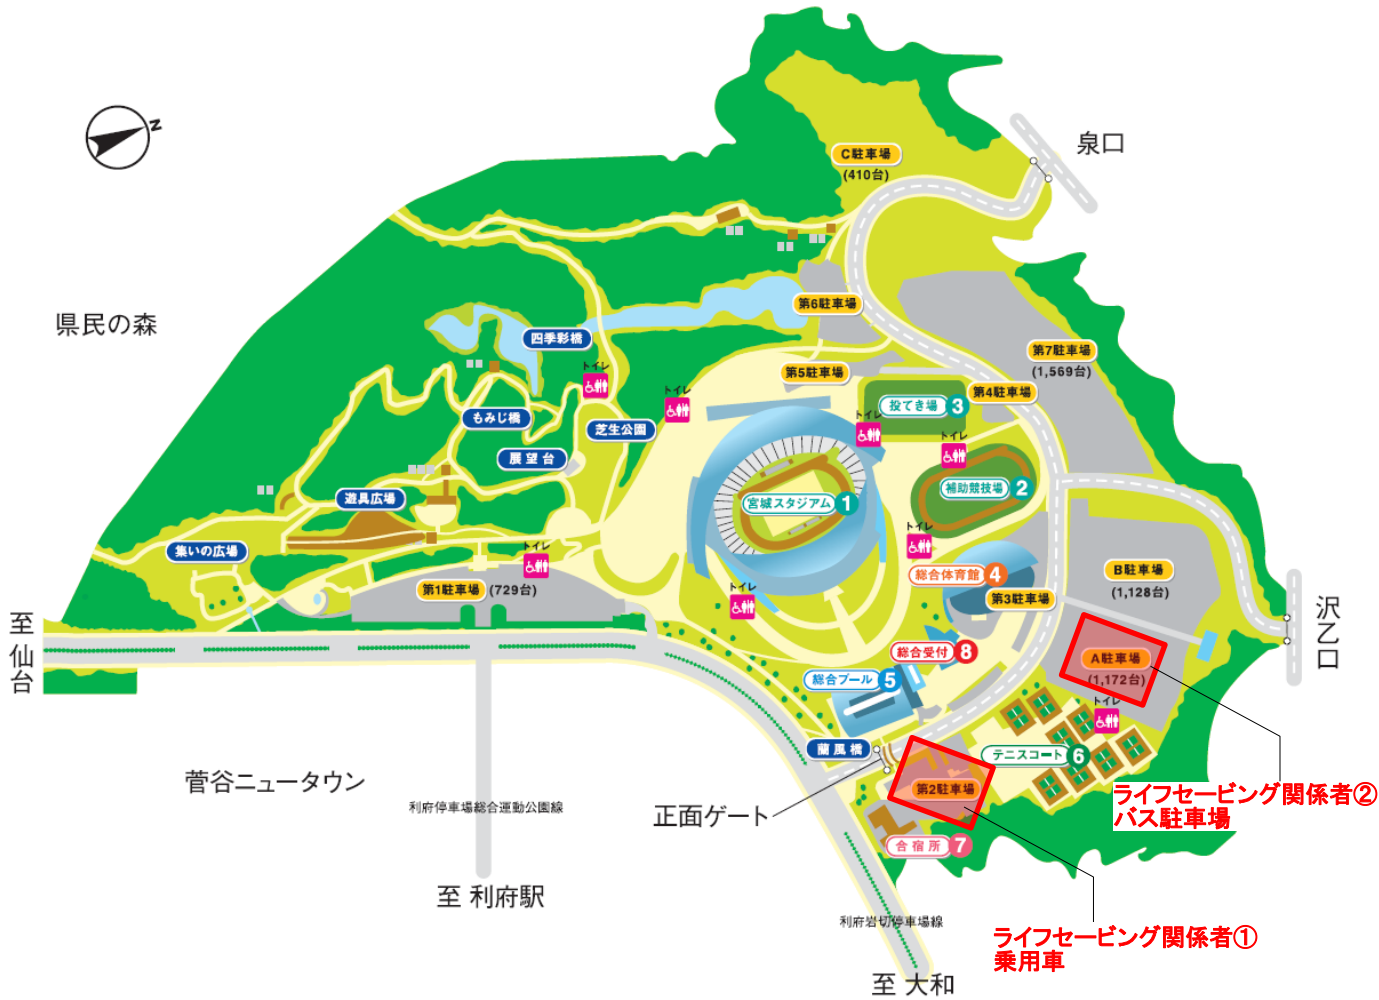 N
泉口
C駐車場
(410台)
県民の森
第6駐車場
四季彩橋
第7駐車場
(1,569台)
トイレ
第5駐車場
トイレ
第4駐車場
投てき場 3
もみじ橋
トイレ
芝生公園
トイレ
展望台
遊具広場
宮城スタジアム 1
補助競技場 2
トイレ
集いの広場
トイレ
総合体育館 4
B駐車場
(1,128台)
第1駐車場 (729台)
トイレ
第3駐車場
至仙台
沢乙口
総合受付 8
A駐車場
(1,172台)
総合プール 5
トイレ
蘭風橋
テニスコート 6
菅谷ニュータウン
第2駐車場
ライフセービング関係者②
バス駐車場
利府停車場総合運動公園線
正面ゲート
合宿所 7
至 利府駅
利府岩切停車場線
ライフセービング関係者①
乗用車
至 大和